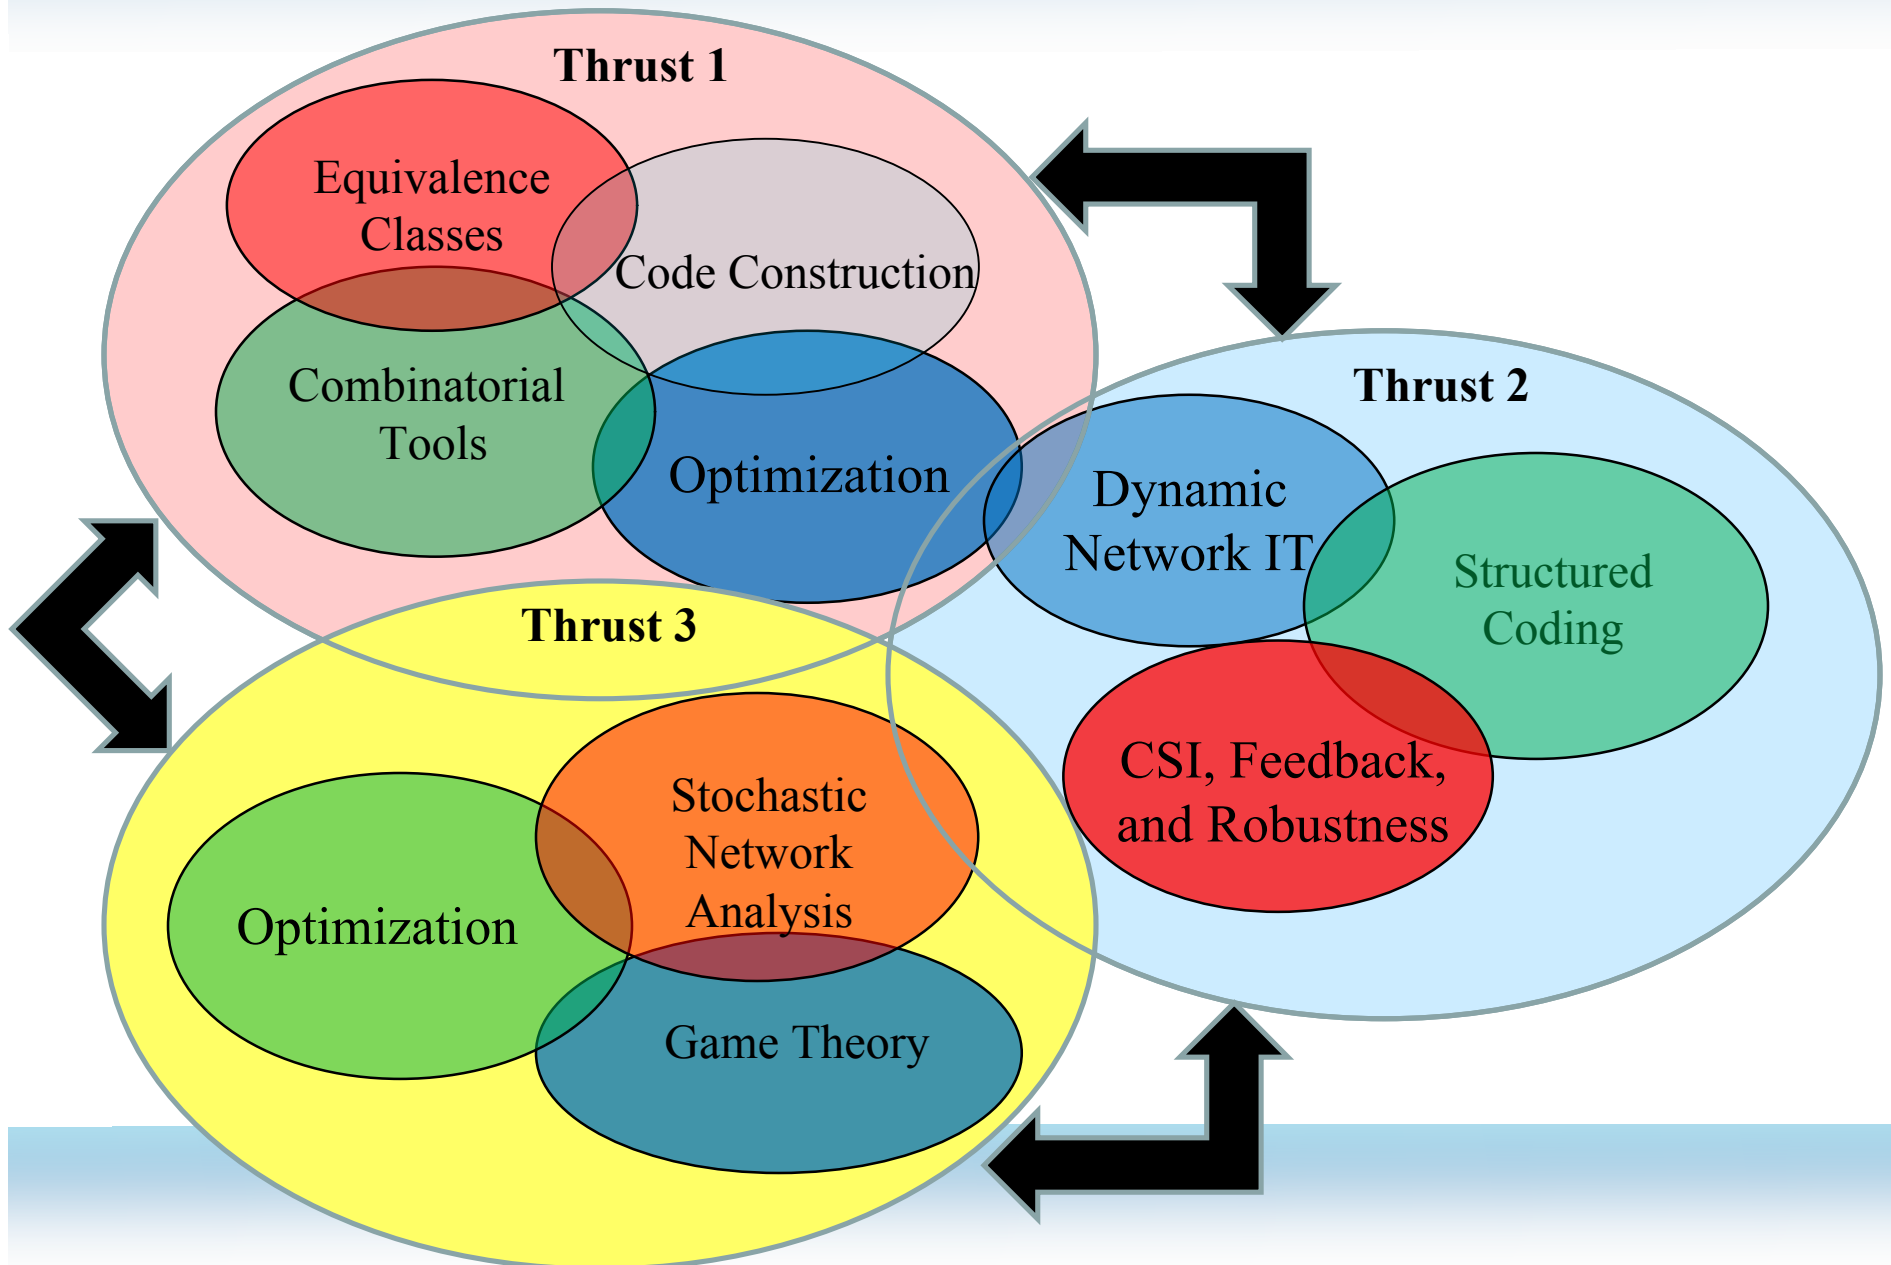 Thrust 1
Equivalence
Classes
Code Construction
Combinatorial
Tools
Optimization
Thrust 2
Dynamic
Network IT
Structured
Coding
CSI, Feedback,
and Robustness
Thrust 3
Stochastic
Network
Analysis
Optimization
Game Theory